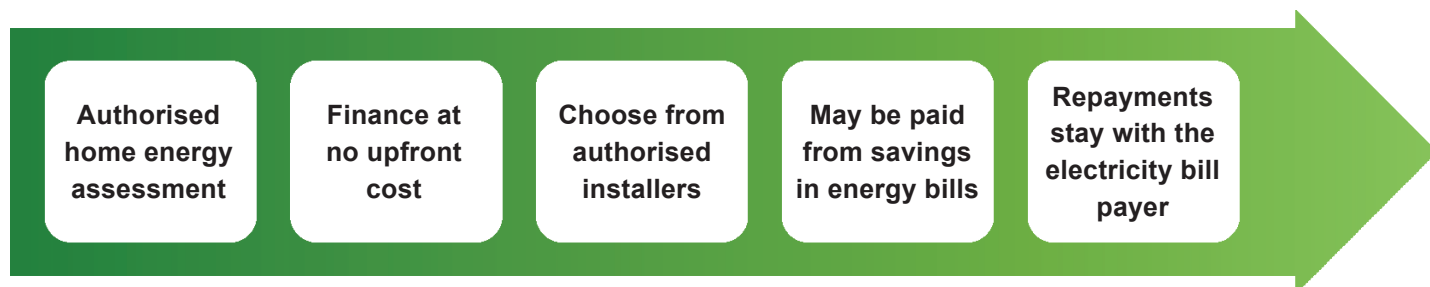 Authorised
home energy
assessment
Finance at
no upfront
cost
Choose from
authorised
installers
May be paid
from savings
in energy bills
Repayments
stay with the
electricity bill
payer